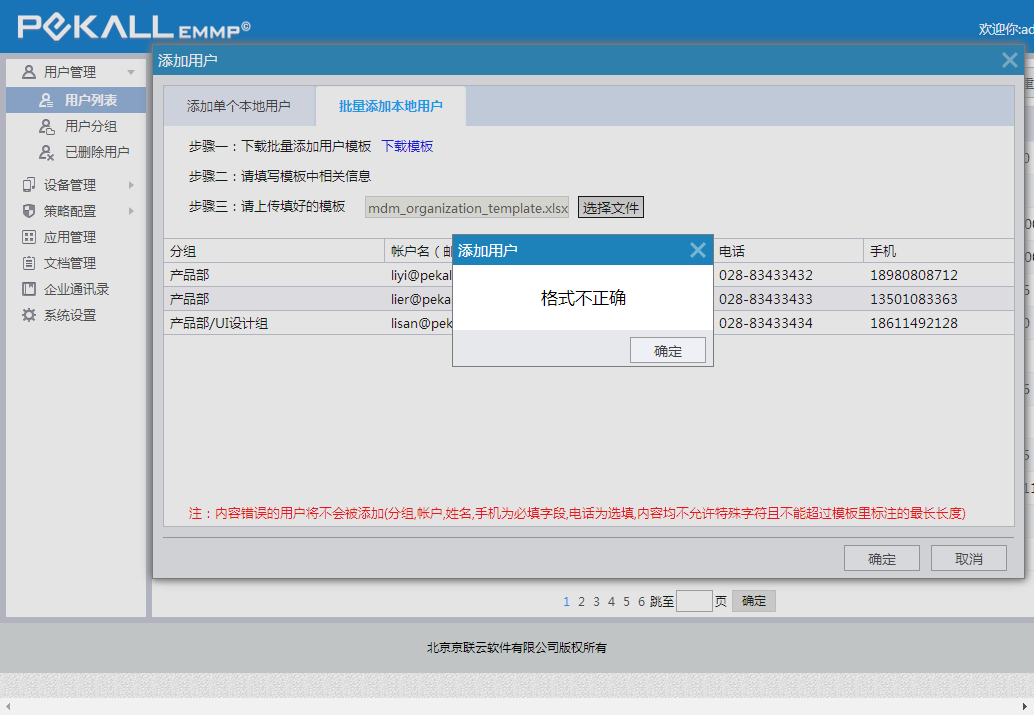 PEKALL EMMP©
欢迎你:ad
用户管理
用户列表
用户分组
已删除用户
设备管理
策略配置
应用管理
文档管理
企业通讯录
系统设置
添加用户
添加单个本地用户 批量添加本地用户
步骤一：下载批量添加用户模板 下载模板
步骤二：请填写模板中相关信息
步骤三：请上传填好的模板 mdm_organization_template.xlsx 选择文件
分组 帐户名（邮 电话 手机
产品部 liyi@pekal 028-83433432 18980808712
产品部 lier@peka 028-83433433 13501083363
产品部/UI设计组 lisan@pek 028-83433434 18611492128
添加用户
格式不正确
确定
注：内容错误的用户将不会被添加(分组,帐户,姓名,手机为必填字段,电话为选填,内容均不允许特殊字符且不能超过模板里标注的最长长度)
确定 取消
1 2 3 4 5 6 跳至 页 确定
北京京联云软件有限公司版权所有